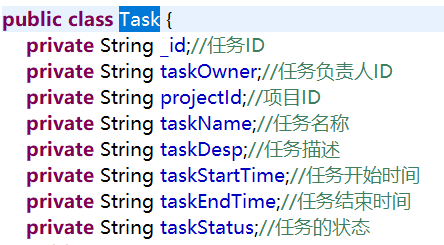 public class Task {
private String _id;//任务ID
private String taskOwner;//任务负责人ID
private String projectId;//项目ID
private String taskName;//任务名称
private String taskDesp;//任务描述
private String taskStartTime;//任务开始时间
private String taskEndTime;//任务结束时间
private String taskStatus;//任务的状态